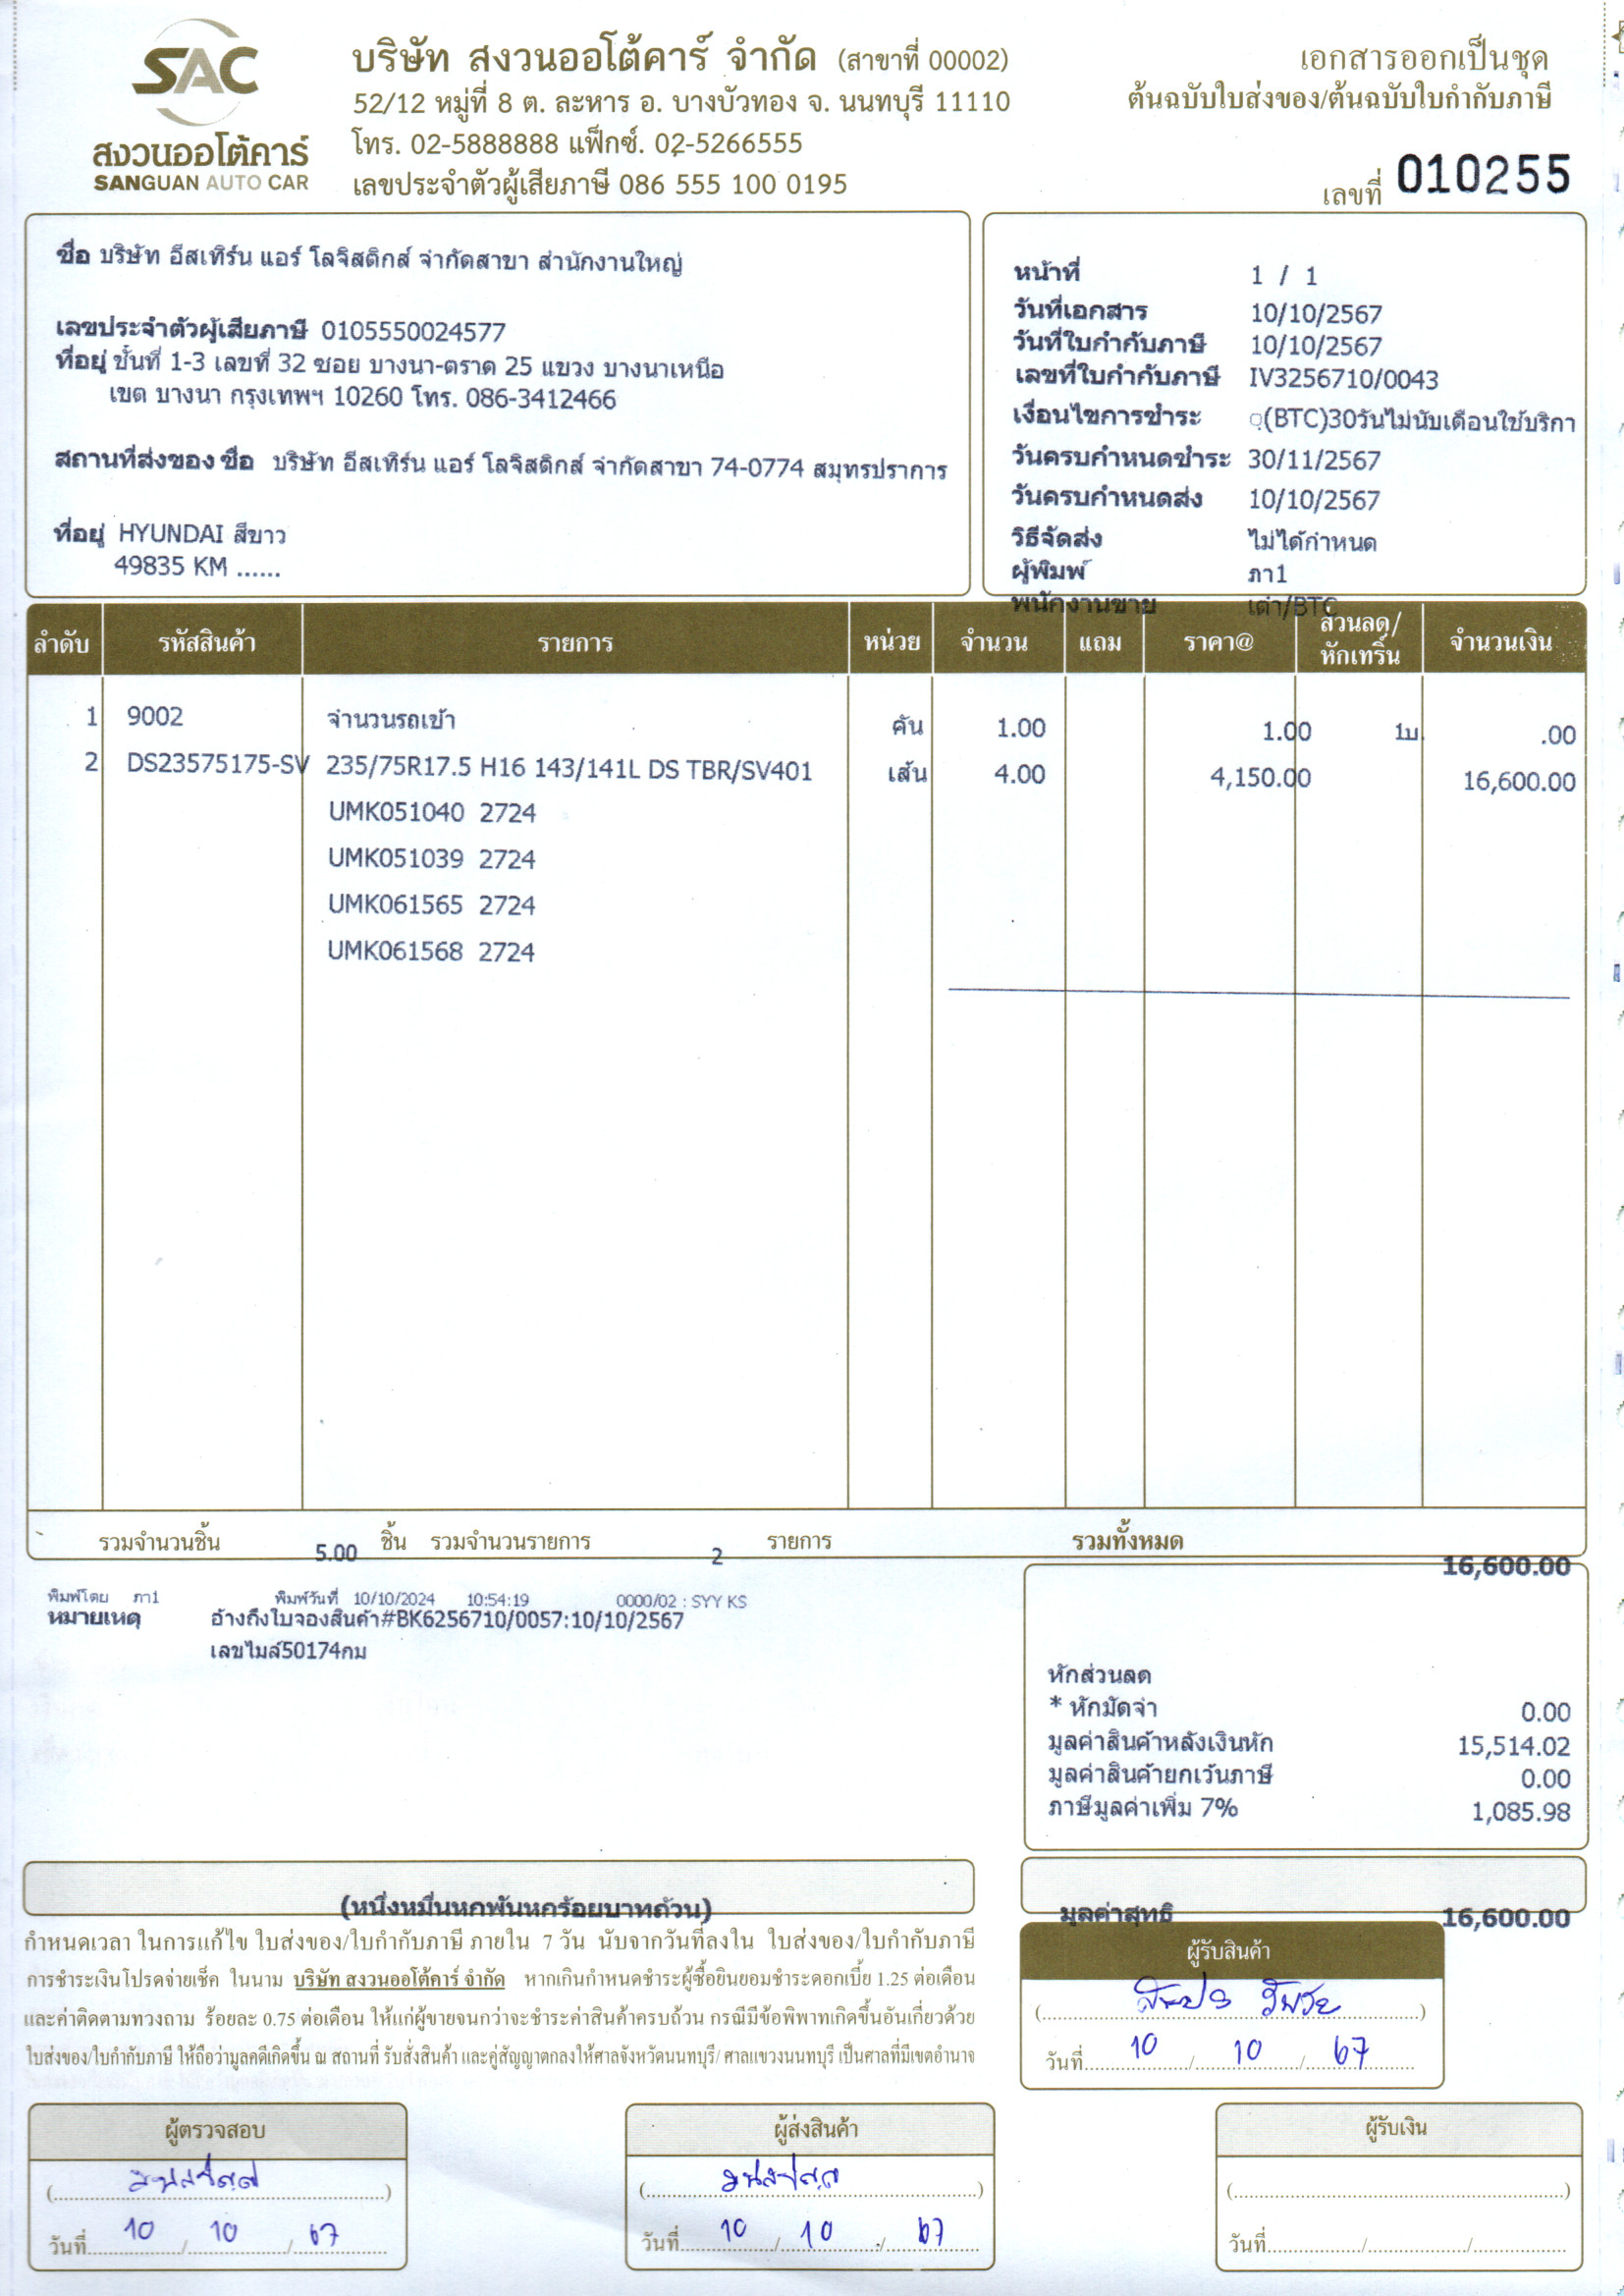 SAC
สงวนออโต้คาร์
SANGUAN AUTO CAR
บริษัท สงวนออโต้คาร์ จำกัด (สาขาที่ 00002)
52/12 หมู่ที่ 8 ต. ละหาร อ. บางบัวทอง จ. นนทบุรี 11110
โทร. 02-5888888 แฟ็กซ์. 02-5266555
เลขประจำตัวผู้เสียภาษี 086 555 100 0195
เอกสารออกเป็นชุด
ต้นฉบับใบส่งของ/ต้นฉบับใบกำกับภาษี
เลขที่ 010255
ชื่อ บริษัท อีสเทิร์น แอร์ โลจิสติกส์ จำกัดสาขา สำนักงานใหญ่
เลขประจำตัวผู้เสียภาษี 0105550024577
ที่อยู่ ชั้นที่ 1-3 เลขที่ 32 ซอย บางนา-ตราด 25 แขวง บางนาเหนือ
เขต บางนา กรุงเทพฯ 10260 โทร. 086-3412466
สถานที่ส่งของ ชื่อ บริษัท อีสเทิร์น แอร์ โลจิสติกส์ จำกัดสาขา 74-0774 สมุทรปราการ
ที่อยู่ HYUNDAI สีขาว
49835 KM ......
หน้าที่ 1 / 1
วันที่เอกสาร 10/10/2567
วันที่ใบกำกับภาษี 10/10/2567
เลขที่ใบกำกับภาษี IV3256710/0043
เงื่อนไขการชำระ (BTC)30วันไม่นับเดือนใช้บริกา
วันครบกำหนดชำระ 30/11/2567
วันครบกำหนดส่ง 10/10/2567
วิธีจัดส่ง ไม่ได้กำหนด
ผู้พิมพ์ ภา1
พนักงานขาย เต่า/BTC
ลำดับ รหัสสินค้า รายการ หน่วย จำนวน แถม ราคา@ ส่วนลด/หักเทริ์น จำนวนเงิน
1 9002 จำนวนรถเข้า คัน 1.00 1.00 1บ. .00
2 DS23575175-SV 235/75R17.5 H16 143/141L DS TBR/SV401 เส้น 4.00 4,150.00 16,600.00
UMK051040 2724
UMK051039 2724
UMK061565 2724
UMK061568 2724
รวมจำนวนชิ้น 5.00 ชิ้น รวมจำนวนรายการ 2 รายการ รวมทั้งหมด 16,600.00
พิมพ์โดย ภา1 พิมพ์วันที่ 10/10/2024 10:54:19 0000/02 : SYY KS
หมายเหตุ อ้างถึงใบจองสินค้า#BK6256710/0057:10/10/2567
เลขไมล์50174กม
หักส่วนลด
* หักมัดจำ 0.00
มูลค่าสินค้าหลังเงินหัก 15,514.02
มูลค่าสินค้ายกเว้นภาษี 0.00
ภาษีมูลค่าเพิ่ม 7% 1,085.98
(หนึ่งหมื่นหกพันหกร้อยบาทถ้วน)
มูลค่าสุทธิ 16,600.00
กำหนดเวลา ในการแก้ไข ใบส่งของ/ใบกำกับภาษี ภายใน 7 วัน นับจากวันที่ลงใน ใบส่งของ/ใบกำกับภาษี
การชำระเงินโปรดจ่ายเช็ค ในนาม บริษัท สงวนออโต้คาร์ จำกัด หากเกินกำหนดชำระผู้ซื้อยินยอมชำระดอกเบี้ย 1.25 ต่อเดือน
และค่าติดตามทวงถาม ร้อยละ 0.75 ต่อเดือน ให้แก่ผู้ขายจนกว่าจะชำระค่าสินค้าครบถ้วน กรณีมีข้อพิพาทเกิดขึ้นอันเกี่ยวด้วย
ใบส่งของ/ใบกำกับภาษี ให้ถือว่ามูลคดีเกิดขึ้น ณ สถานที่ รับสั่งสินค้า และคู่สัญญาตกลงให้ศาลจังหวัดนนทบุรี/ ศาลแขวงนนทบุรี เป็นศาลที่มีเขตอำนาจ
ผู้รับสินค้า
วันที่ 10 / 10 / 67
ผู้ตรวจสอบ
วันที่ 10 / 10 / 67
ผู้ส่งสินค้า
วันที่ 10 / 10 / 67
ผู้รับเงิน
วันที่ / /